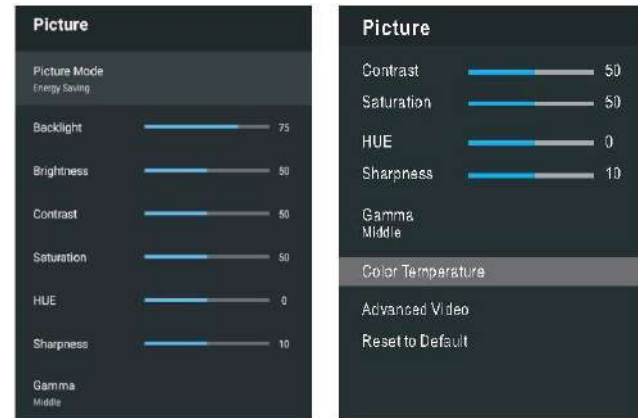 Picture
Picture Mode
Energy Saving
Backlight 75
Brightness 50
Contrast 50
Saturation 50
HUE 0
Sharpness 10
Gamma
Middle
Picture
Contrast 50
Saturation 50
HUE 0
Sharpness 10
Gamma
Middle
Color Temperature
Advanced Video
Reset to Default